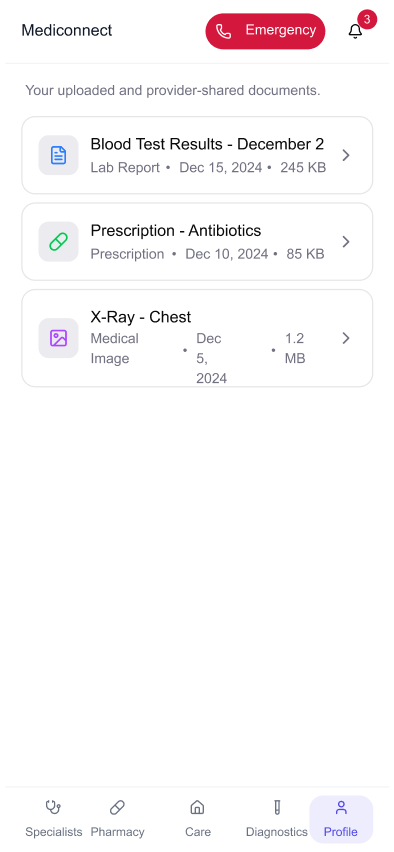 Mediconnect
Emergency
3
Your uploaded and provider-shared documents.
Blood Test Results - December 2
Lab Report • Dec 15, 2024 • 245 KB
Prescription - Antibiotics
Prescription • Dec 10, 2024 • 85 KB
X-Ray - Chest
Medical Image • Dec 5, 2024 • 1.2 MB
Specialists Pharmacy Care Diagnostics Profile